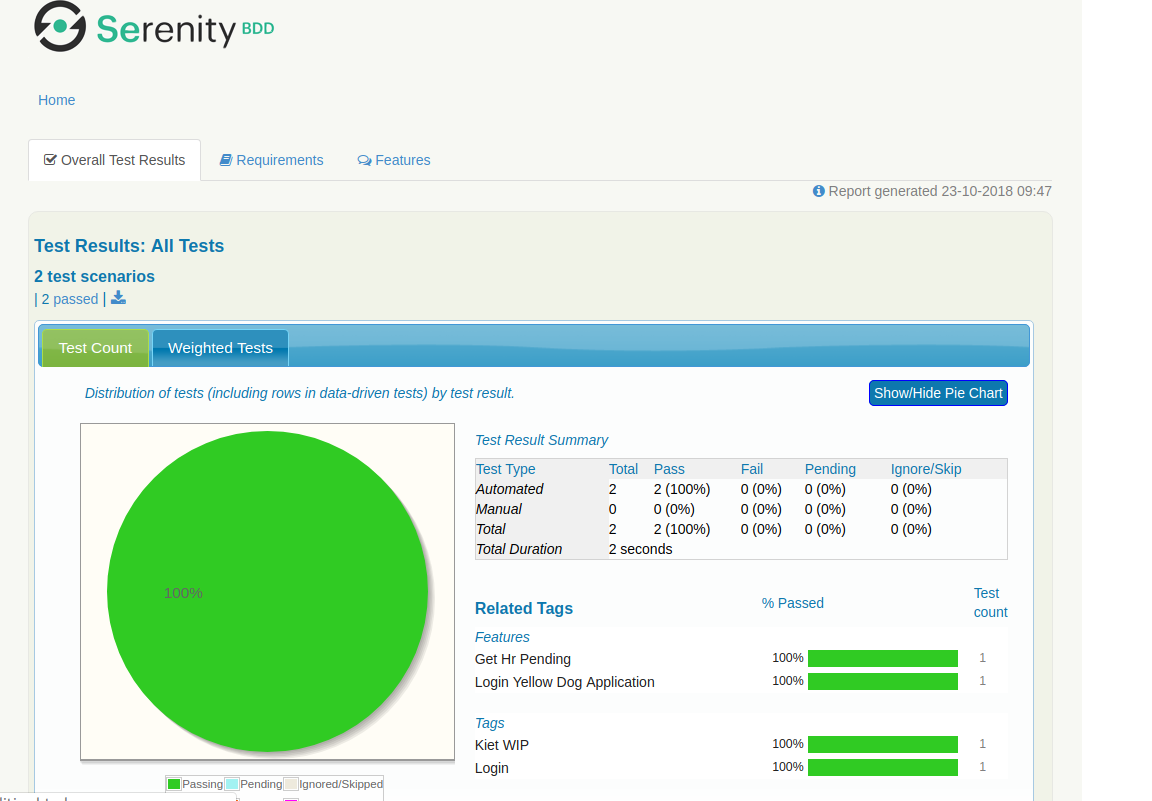 Serenity BDD
Home
Overall Test Results Requirements Features
Report generated 23-10-2018 09:47
Test Results: All Tests
2 test scenarios
| 2 passed |
Test Count Weighted Tests
Distribution of tests (including rows in data-driven tests) by test result.
Show/Hide Pie Chart
100%
Passing Pending Ignored/Skipped
Test Result Summary
Test Type Total Pass Fail Pending Ignore/Skip
Automated 2 2 (100%) 0 (0%) 0 (0%) 0 (0%)
Manual 0 0 (0%) 0 (0%) 0 (0%) 0 (0%)
Total 2 2 (100%) 0 (0%) 0 (0%) 0 (0%)
Total Duration 2 seconds
Related Tags % Passed Test count
Features
Get Hr Pending 100% 1
Login Yellow Dog Application 100% 1
Tags
Kiet WIP 100% 1
Login 100% 1